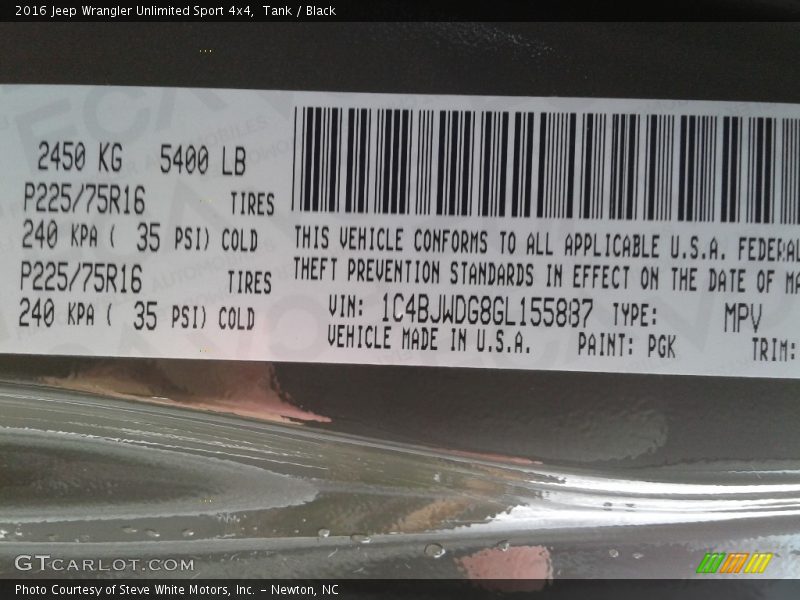 2016 Jeep Wrangler Unlimited Sport 4x4, Tank / Black
2450 KG 5400 LB
P225/75R16 TIRES
240 KPA ( 35 PSI) COLD
P225/75R16 TIRES
240 KPA ( 35 PSI) COLD
THIS VEHICLE CONFORMS TO ALL APPLICABLE U.S.A. FEDERAL
THEFT PREVENTION STANDARDS IN EFFECT ON THE DATE OF MA
VIN: 1C4BJWDG8GL155887 TYPE: MPV
VEHICLE MADE IN U.S.A. PAINT: PGK TRIM:
GTCARLOT.COM
Photo Courtesy of Steve White Motors, Inc. – Newton, NC